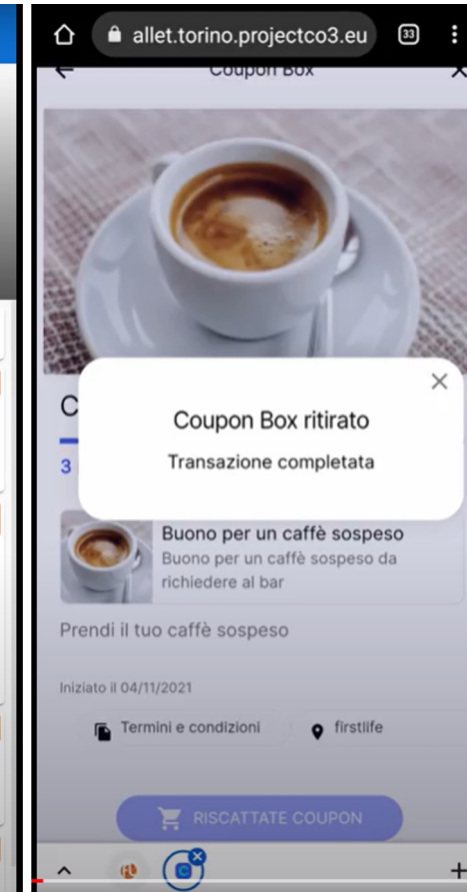 allet.torino.projectco3.eu
33
Coupon Box
Coupon Box ritirato
Transazione completata
C
3
Buono per un caffè sospeso
Buono per un caffè sospeso da
richiedere al bar
Prendi il tuo caffè sospeso
Iniziato il 04/11/2021
Termini e condizioni
firstlife
RISCATTATE COUPON